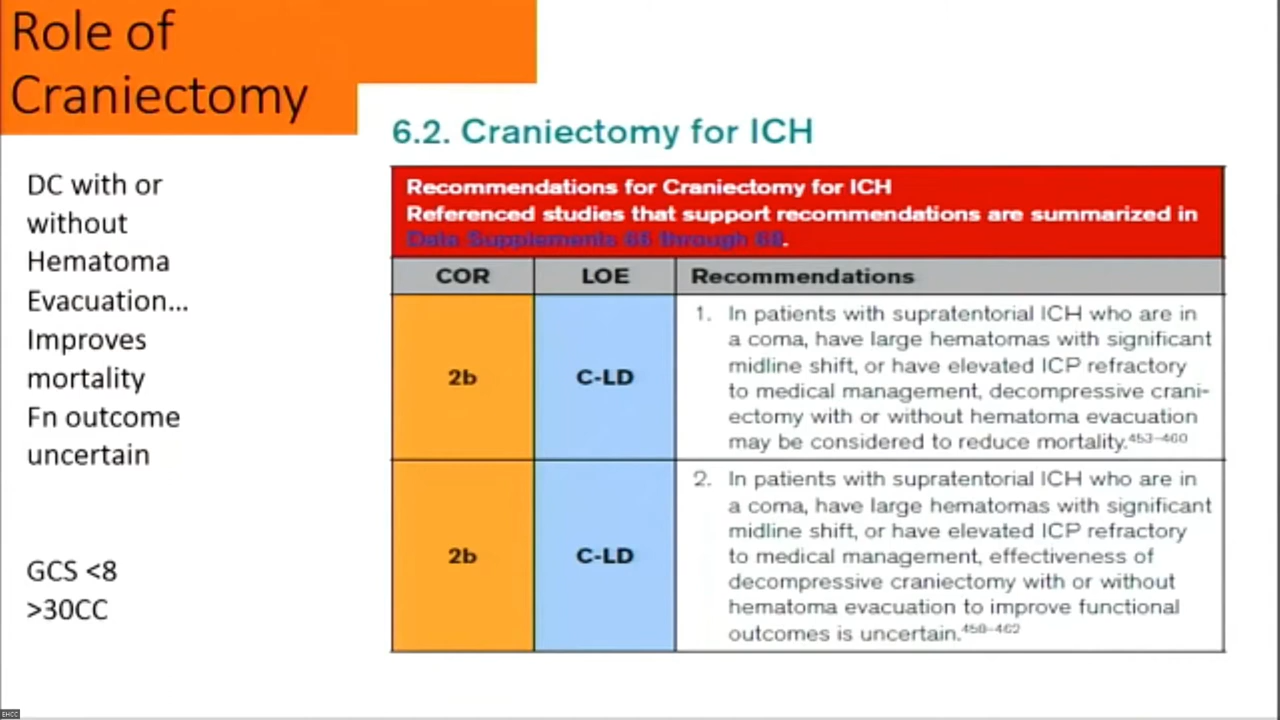 Role of
Craniectomy
DC with or
without
Hematoma
Evacuation...
Improves
mortality
Fn outcome
uncertain
GCS <8
>30CC
6.2. Craniectomy for ICH
Recommendations for Craniectomy for ICH
Referenced studies that support recommendations are summarized in
Data Supplements 65 through 66.
COR LOE Recommendations
2b C-LD 1. In patients with supratentorial ICH who are in
a coma, have large hematomas with significant
midline shift, or have elevated ICP refractory
to medical management, decompressive crani-
ectomy with or without hematoma evacuation
may be considered to reduce mortality.453–460
2b C-LD 2. In patients with supratentorial ICH who are in
a coma, have large hematomas with significant
midline shift, or have elevated ICP refractory
to medical management, effectiveness of
decompressive craniectomy with or without
hematoma evacuation to improve functional
outcomes is uncertain.458–462
EHCC